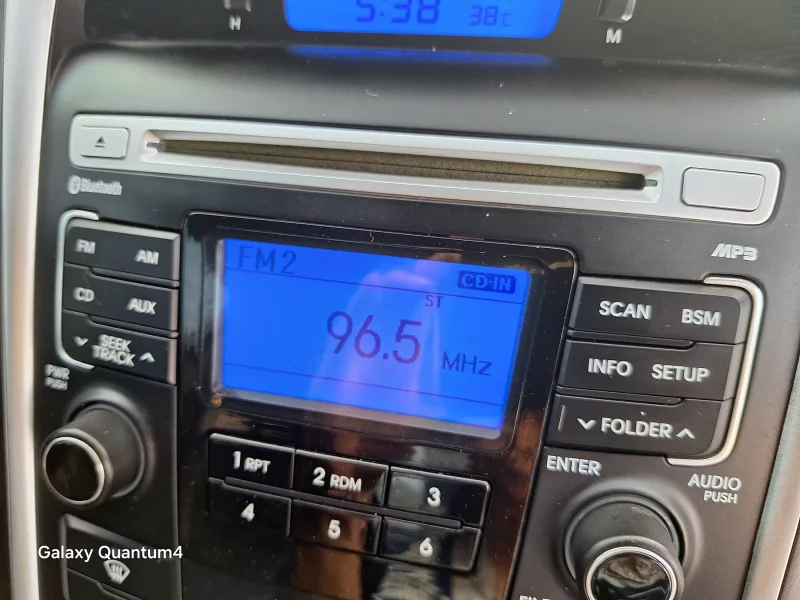 5:38 38℃
H M
Bluetooth
MP3
FM AM
CD AUX
SEEK
TRACK
PWR
PUSH
FM2 CD-IN
ST
96.5 MHz
SCAN BSM
INFO SETUP
FOLDER
ENTER
AUDIO
PUSH
1 RPT 2 RDM 3
4 5 6
Galaxy Quantum4